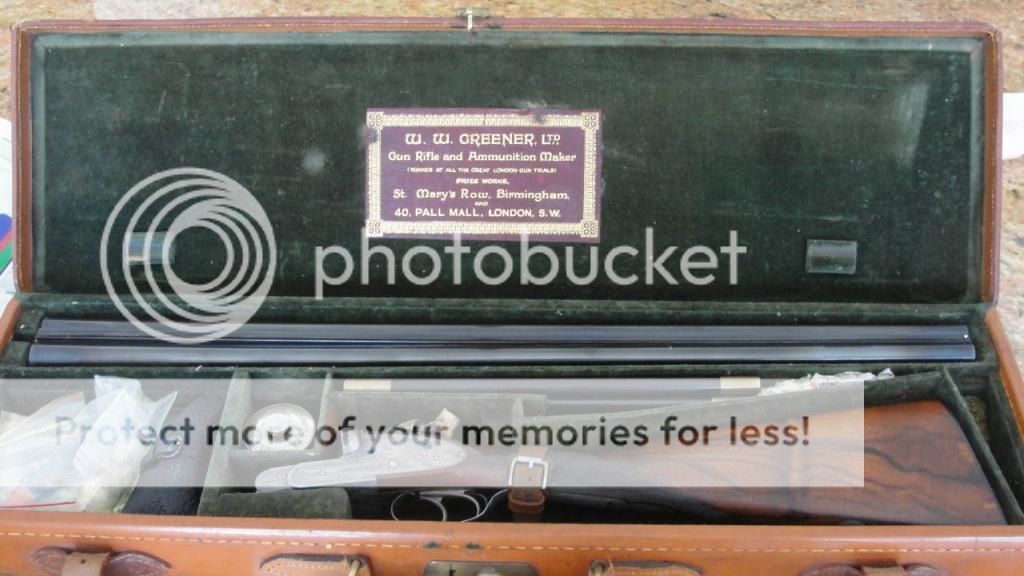 W. W. GREENER, LTD.
Gun Rifle and Ammunition Maker
(WINNER AT ALL THE GREAT LONDON GUN TRIALS)
PRIZE WORKS,
St. Mary's Row, Birmingham,
AND
40, PALL MALL, LONDON, S.W.
photobucket
Protect more of your memories for less!